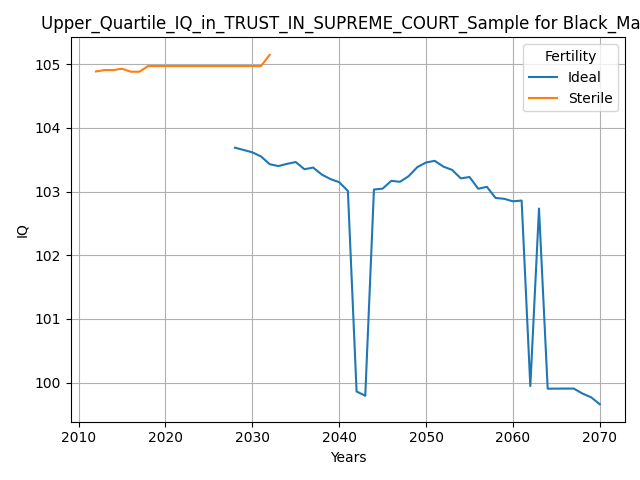 Upper_Quartile_IQ_in_TRUST_IN_SUPREME_COURT_Sample for Black_Ma
Fertility
Ideal
Sterile
105
104
103
102
101
100
IQ
2010 2020 2030 2040 2050 2060 2070
Years